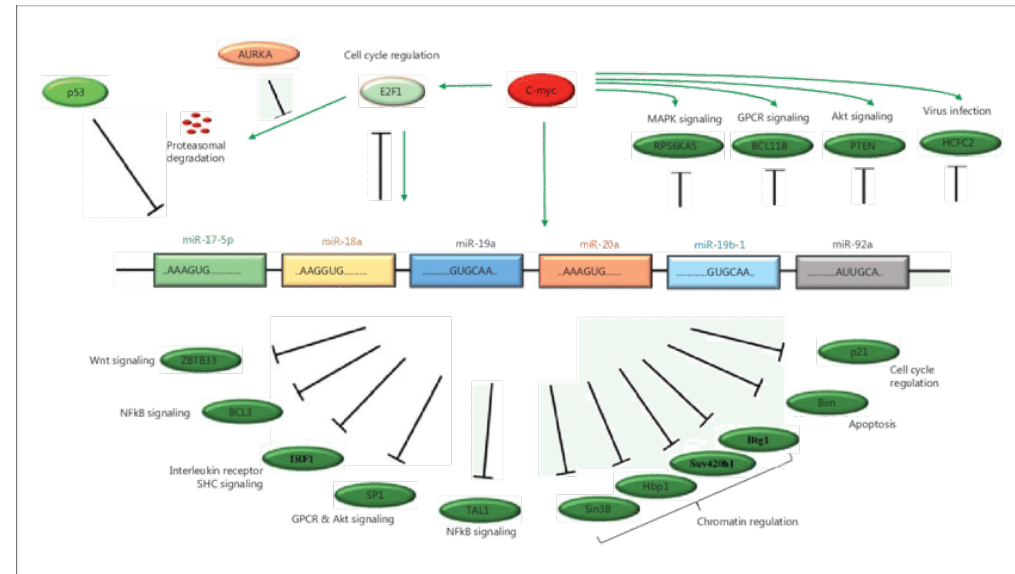 AURKA
Cell cycle regulation
p53
E2F1
C-myc
Proteasomal
degradation
MAPK signaling
GPCR signaling
Akt signaling
Virus infection
RPS6KA5
BCL11B
PTEN
HCFC2
miR-17-5p
miR-18a
miR-19a
miR-20a
miR-19b-1
miR-92a
..AAAGUG............
..AAGGUG.........
..........GUGCAA..
..AAAGUG......
............GUGCAA..
............AUUGCA..
Wnt signaling
ZBTB33
p21
Cell cycle
regulation
NFkB signaling
BCL3
Bim
Apoptosis
IRF1
Btg1
Interleukin receptor
SHC signaling
Suv420h1
SP1
Hbp1
GPCR & Akt signaling
TAL1
NFkB signaling
Sin3B
Chromatin regulation